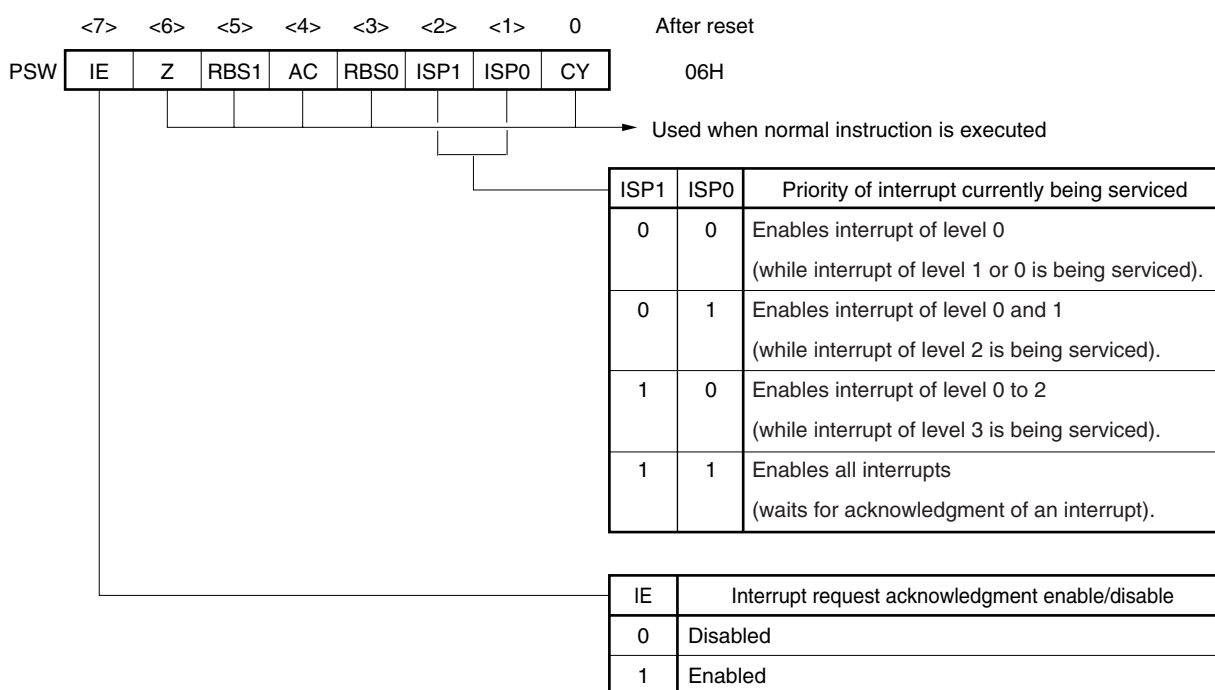 <7> <6> <5> <4> <3> <2> <1> 0 After reset
PSW IE Z RBS1 AC RBS0 ISP1 ISP0 CY 06H
Used when normal instruction is executed
ISP1 ISP0 Priority of interrupt currently being serviced
0 0 Enables interrupt of level 0
(while interrupt of level 1 or 0 is being serviced).
0 1 Enables interrupt of level 0 and 1
(while interrupt of level 2 is being serviced).
1 0 Enables interrupt of level 0 to 2
(while interrupt of level 3 is being serviced).
1 1 Enables all interrupts
(waits for acknowledgment of an interrupt).
IE Interrupt request acknowledgment enable/disable
0 Disabled
1 Enabled